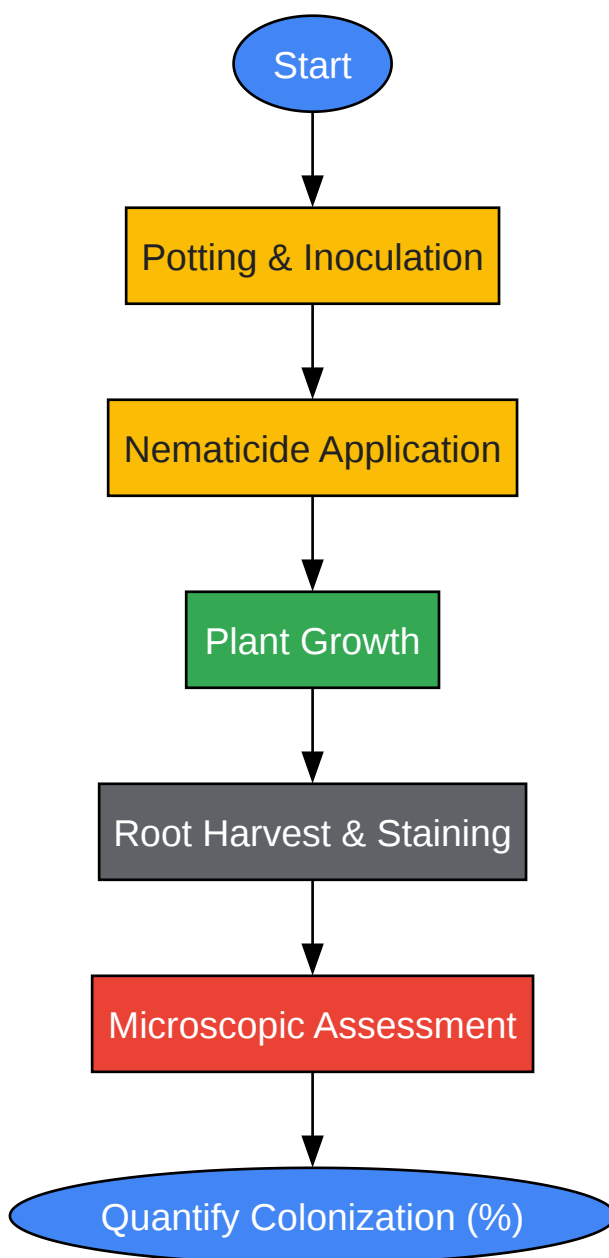 Start
Potting & Inoculation
Nematicide Application
Plant Growth
Root Harvest & Staining
Microscopic Assessment
Quantify Colonization (%)